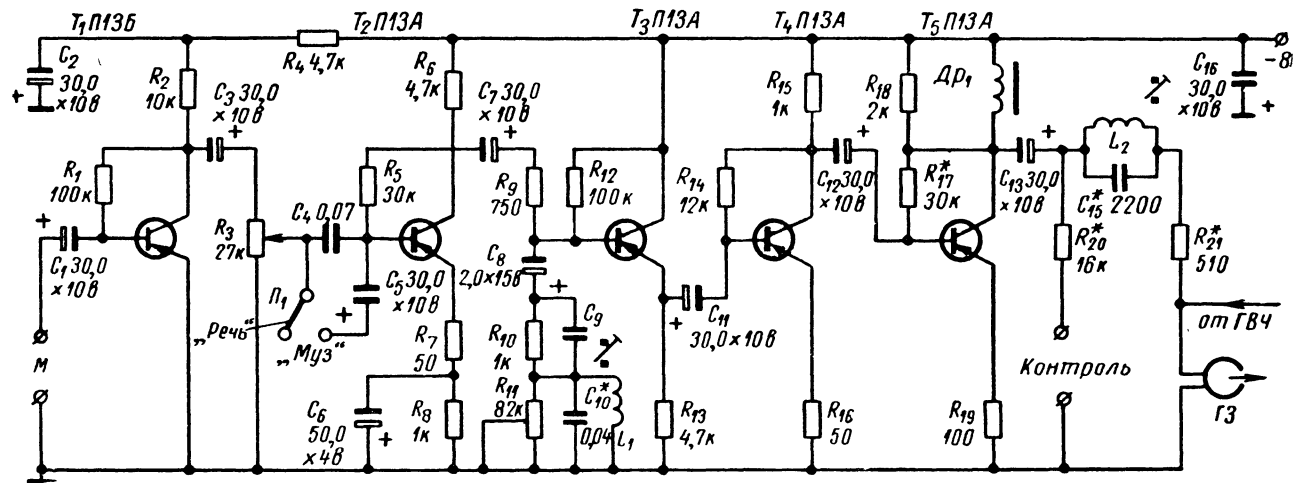 T1 П13Б
T2 П13А
T3 П13А
T4 П13А
T5 П13А
C2
30,0
×10в
+
R2
10к
R4 4,7к
R6
4,7к
C3 30,0
×10в
+
C7 30,0
×10в
+
R15
1к
R18
2к
Др1
C16
30,0
×10в
+
-8
R1
100к
+
C1 30,0
×10в
R3
27к
C4 0,07
R5
30к
R9
750
R12
100к
R14
12к
+
C12 30,0
×10в
R17*
30к
+
C13 30,0
×10в
L2
C15*
2200
R20*
16к
R21*
510
П1
„Речь“
„Муз“
C5 30,0
×10в
+
C8
2,0×15в
+
C9
R7
50
R10
1к
+
C11
30,0×10в
от ГВЧ
М
Контроль
ГЗ
C6
50,0
×4в
+
R8
1к
R11
82к
C10*
0,04
L1
R13
4,7к
R16
50
R19
100